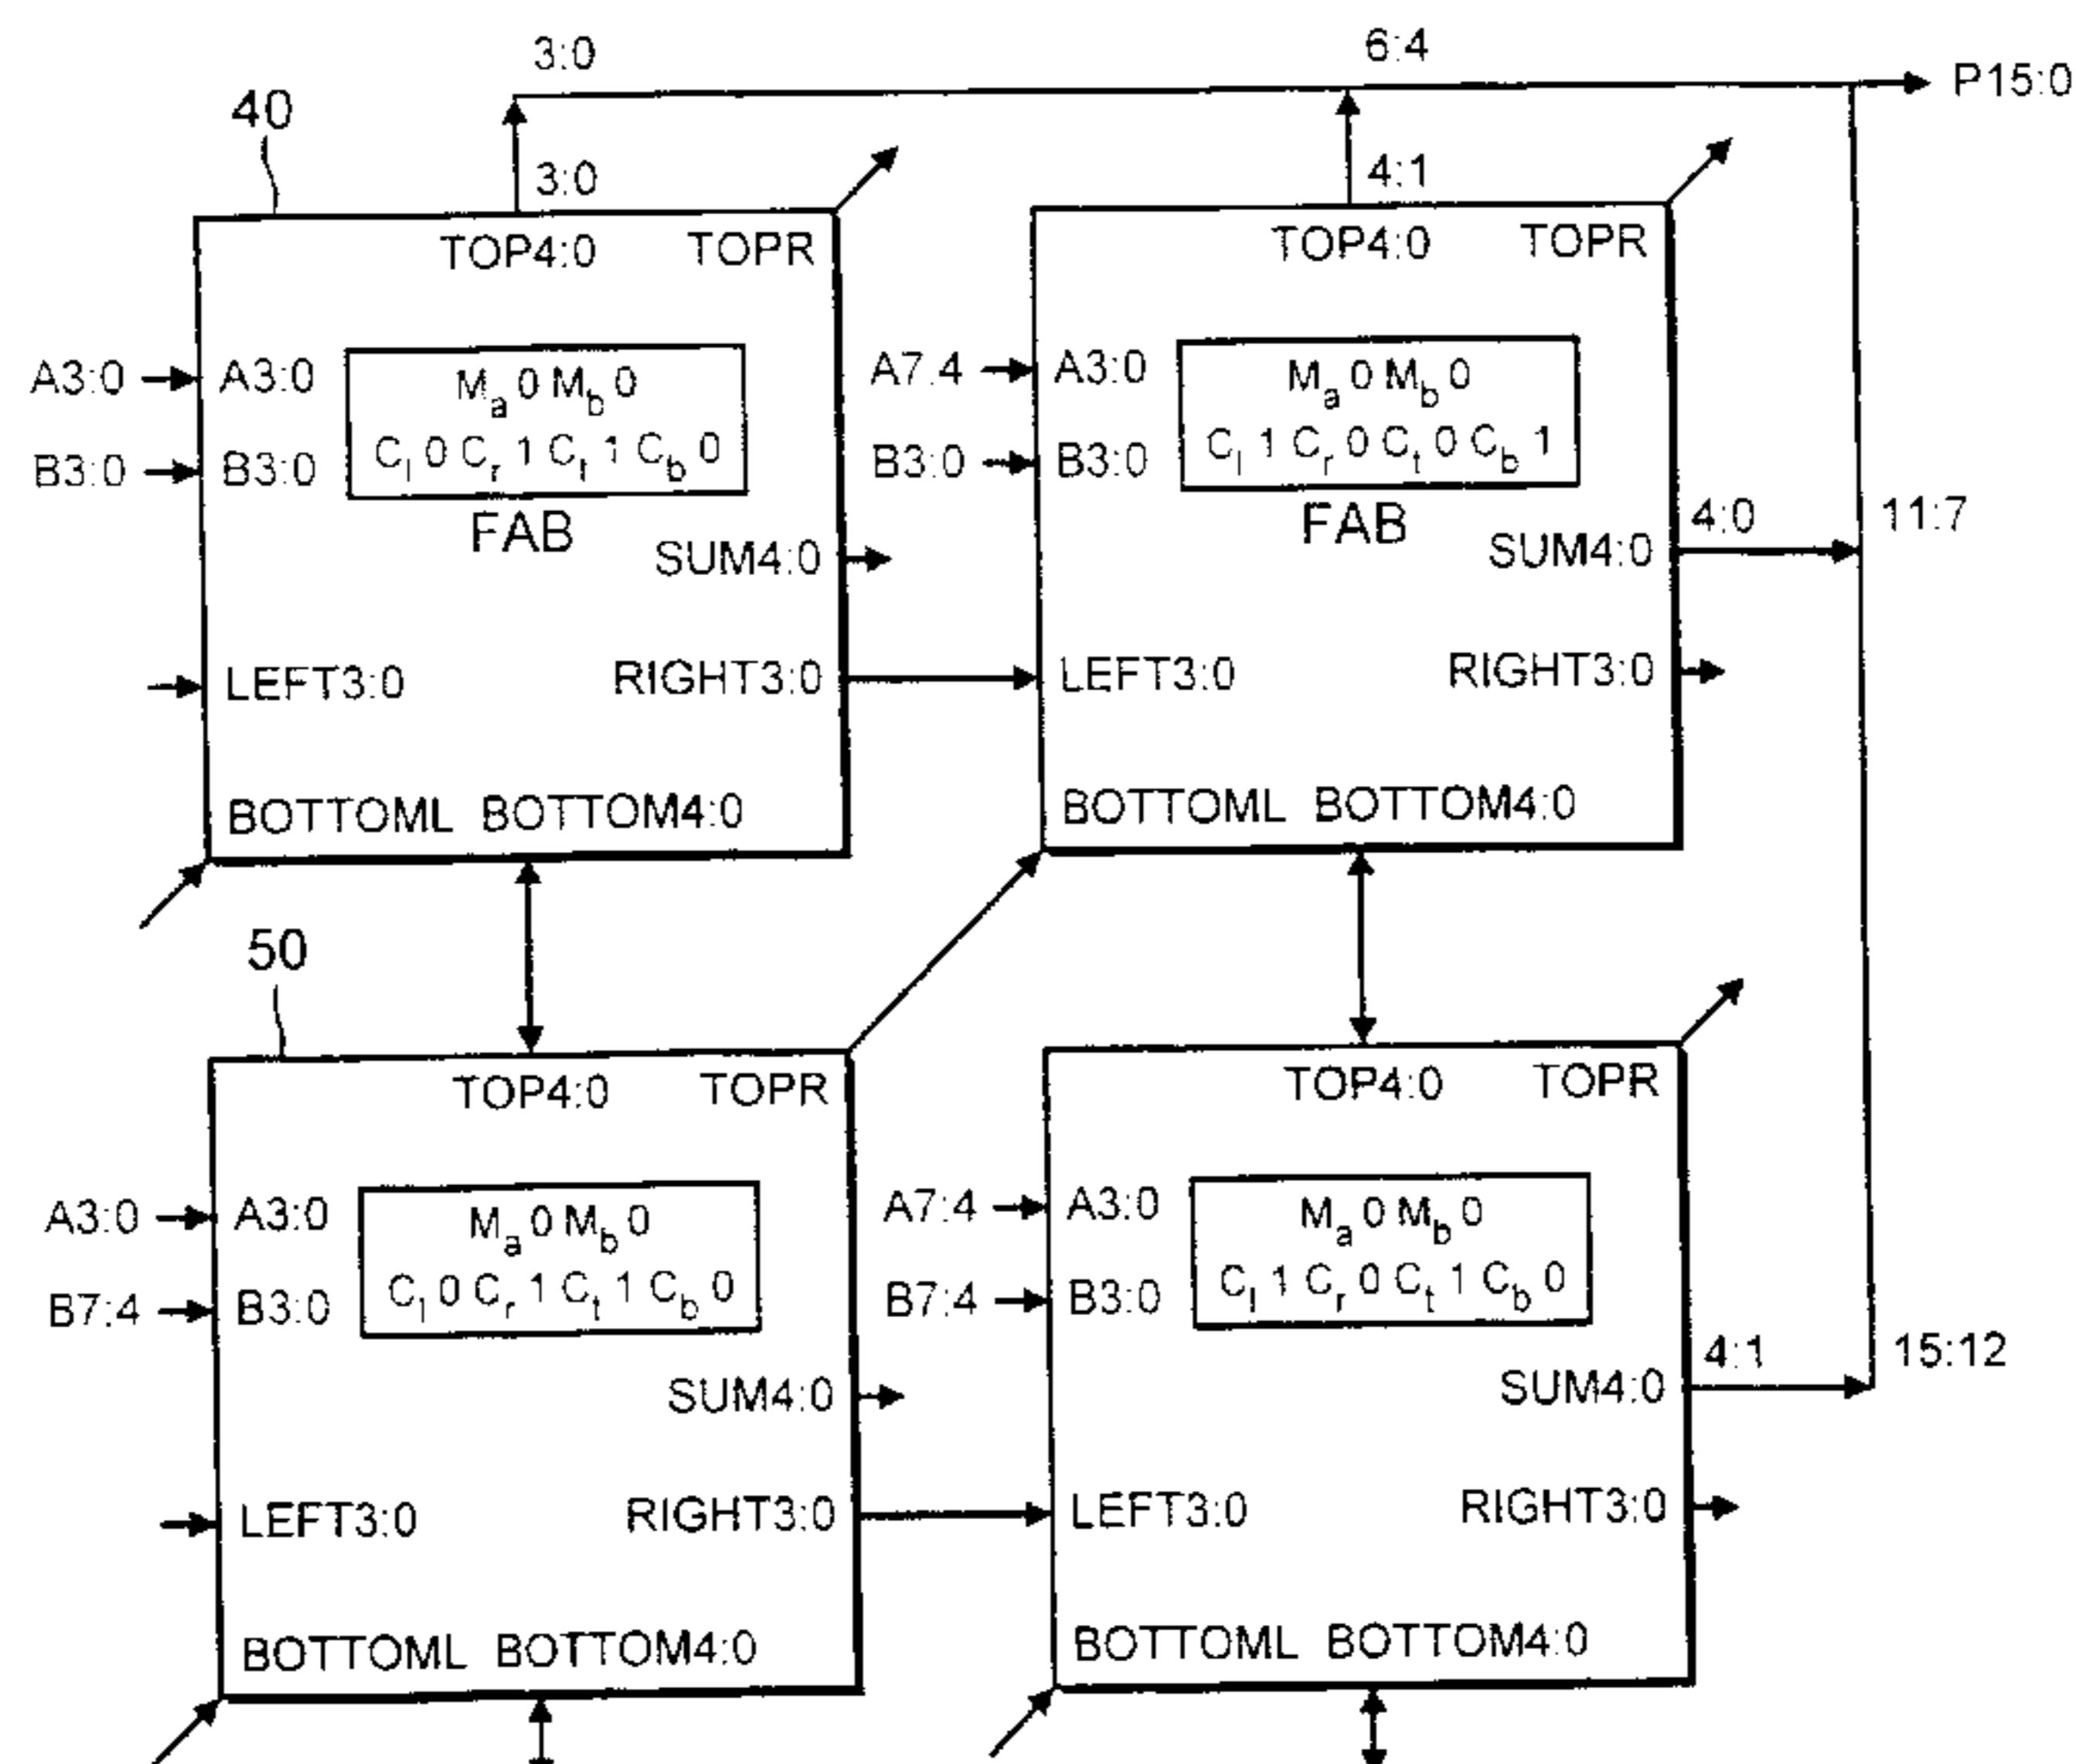 3:0 6:4 P15:0
40 3:0 4:1
TOP4:0 TOPR TOP4:0 TOPR
A3:0 A3:0 Ma 0 Mb 0 A7:4 A3:0 Ma 0 Mb 0
B3:0 B3:0 Cl 0 Cr 1 Ct 1 Cb 0 B3:0 B3:0 Cl 1 Cr 0 Ct 0 Cb 1
FAB FAB 4:0 11:7
SUM4:0 SUM4:0
LEFT3:0 RIGHT3:0 LEFT3:0 RIGHT3:0
BOTTOML BOTTOM4:0 BOTTOML BOTTOM4:0
50
TOP4:0 TOPR TOP4:0 TOPR
A3:0 A3:0 Ma 0 Mb 0 A7:4 A3:0 Ma 0 Mb 0
B7:4 B3:0 Cl 0 Cr 1 Ct 1 Cb 0 B7:4 B3:0 Cl 1 Cr 0 Ct 1 Cb 0
4:1 15:12
SUM4:0 SUM4:0
LEFT3:0 RIGHT3:0 LEFT3:0 RIGHT3:0
BOTTOML BOTTOM4:0 BOTTOML BOTTOM4:0